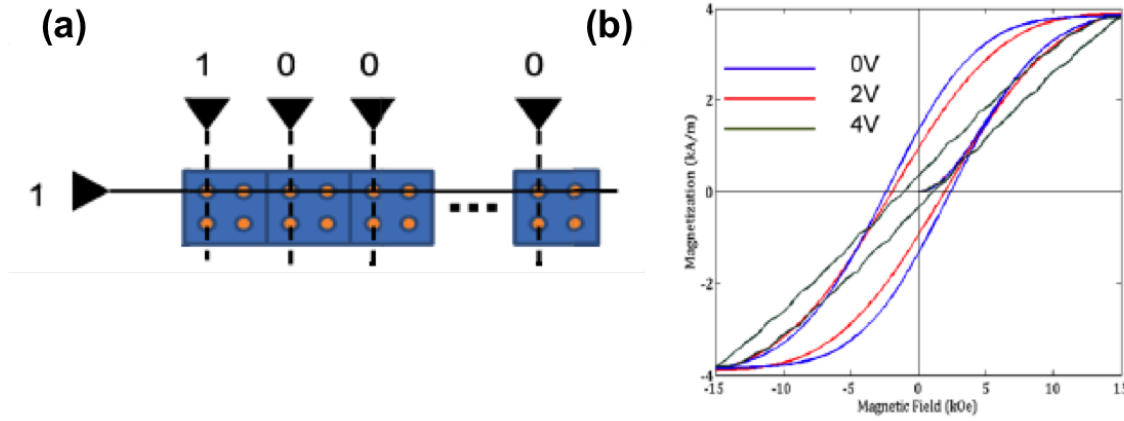 (a)
1 0 0 0
1
(b)
4
2
0
-2
-4
Magnetization (kA/m)
0V
2V
4V
-15 -10 -5 0 5 10 15
Magnetic Field (kOe)